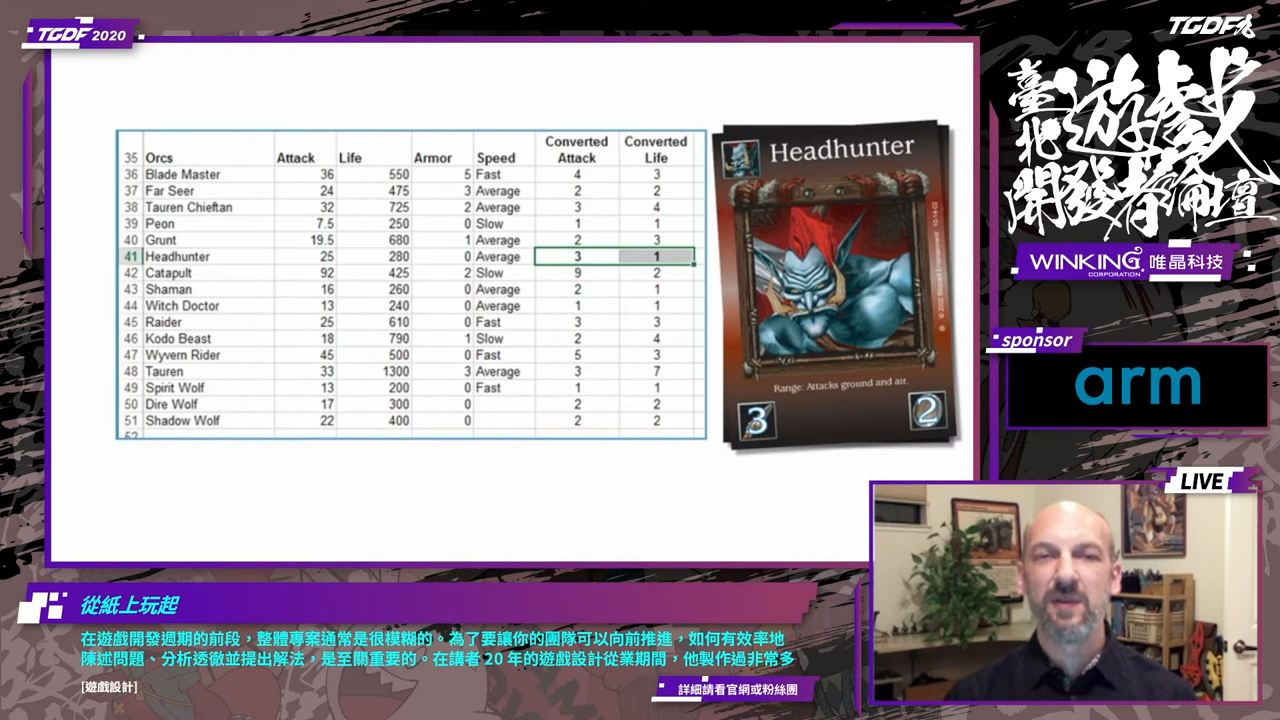 TGDF 2020
TGDF
臺北遊戲開發者論壇
WINKING CORPORATION 唯晶科技
sponsor
arm
Converted Converted
35 Orcs Attack Life Armor Speed Attack Life
36 Blade Master 36 550 5 Fast 4 3
37 Far Seer 24 475 3 Average 2 2
38 Tauren Chieftan 32 725 2 Average 3 4
39 Peon 7.5 250 0 Slow 1 1
40 Grunt 19.5 680 1 Average 2 3
41 Headhunter 25 280 0 Average 3 1
42 Catapult 92 425 2 Slow 9 2
43 Shaman 16 260 0 Average 2 1
44 Witch Doctor 13 240 0 Average 1 1
45 Raider 25 610 0 Fast 3 3
46 Kodo Beast 18 790 1 Slow 2 4
47 Wyvern Rider 45 500 0 Fast 5 3
48 Tauren 33 1300 3 Average 3 7
49 Spirit Wolf 13 200 0 Fast 1 1
50 Dire Wolf 17 300 0 2 2
51 Shadow Wolf 22 400 0 2 2
Headhunter
© 2002 Blizzard Entertainment 10-14-03
Range: Attacks ground and air.
3 2
LIVE
從紙上玩起
在遊戲開發週期的前段，整體專案通常是很模糊的。為了要讓你的團隊可以向前推進，如何有效率地
陳述問題、分析透徹並提出解法，是至關重要的。在講者 20 年的遊戲設計從業期間，他製作過非常多
[遊戲設計]
詳細請看官網或粉絲團